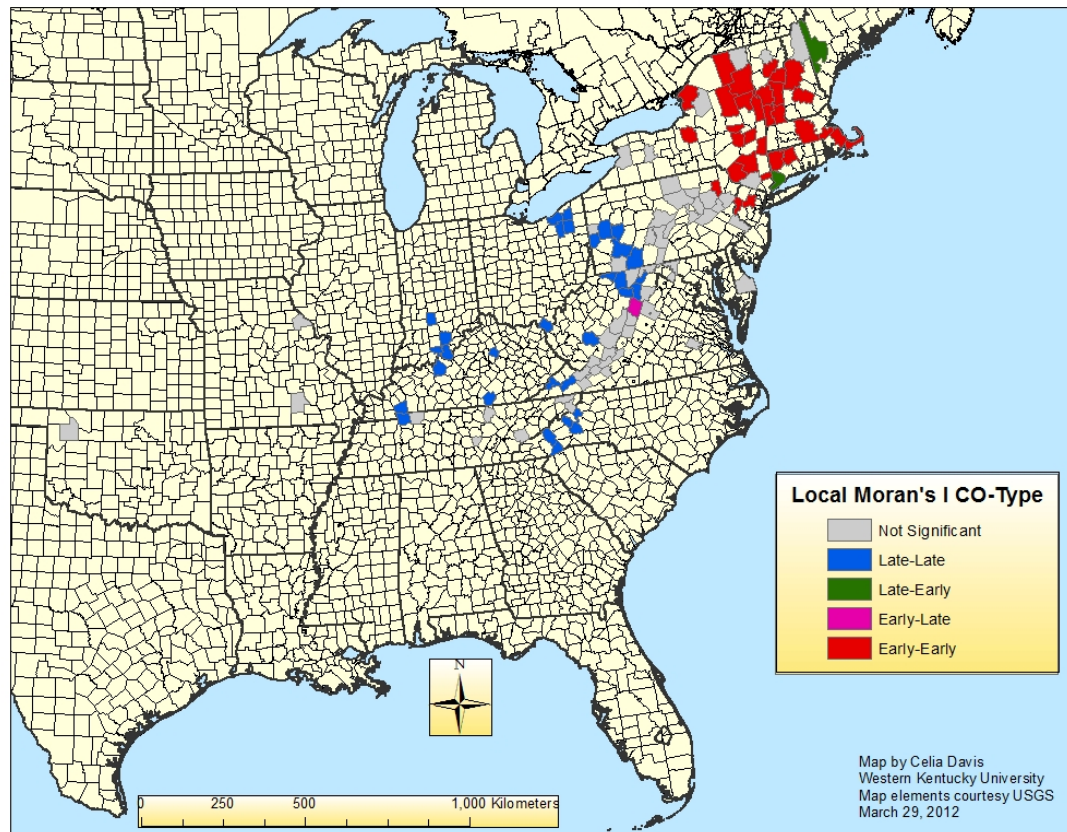 Local Moran's I CO-Type
Not Significant
Late-Late
Late-Early
Early-Late
Early-Early
N
0 250 500 1,000 Kilometers
Map by Celia Davis
Western Kentucky University
Map elements courtesy USGS
March 29, 2012